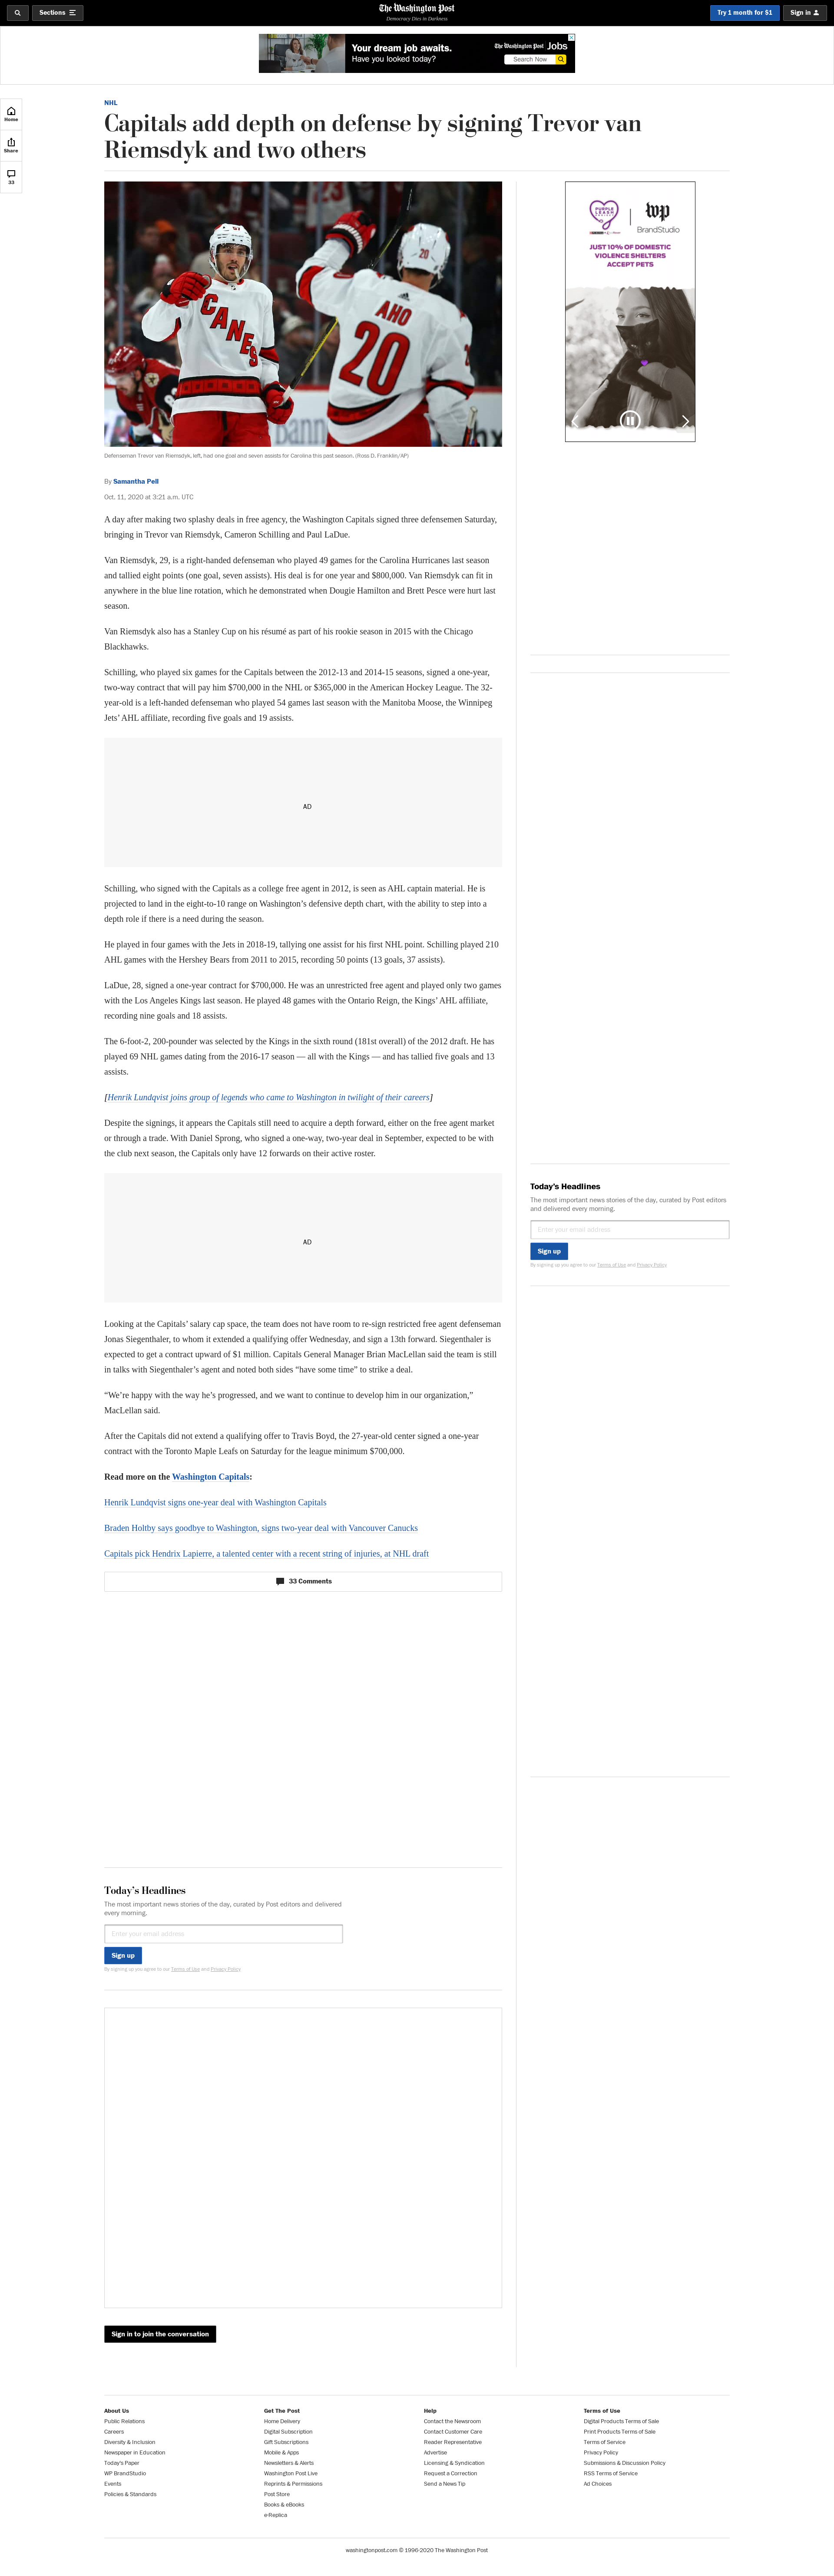 Sections
The Washington Post
Democracy Dies in Darkness
Try 1 month for $1
Sign in
Your dream job awaits.
Have you looked today?
The Washington Post Jobs
Search Now
Home
Share
33
NHL
Capitals add depth on defense by signing Trevor van
Riemsdyk and two others
57
CANES
20
AHO
20
Defenseman Trevor van Riemsdyk, left, had one goal and seven assists for Carolina this past season. (Ross D. Franklin/AP)
By Samantha Pell
Oct. 11, 2020 at 3:21 a.m. UTC
A day after making two splashy deals in free agency, the Washington Capitals signed three defensemen Saturday,
bringing in Trevor van Riemsdyk, Cameron Schilling and Paul LaDue.
Van Riemsdyk, 29, is a right-handed defenseman who played 49 games for the Carolina Hurricanes last season
and tallied eight points (one goal, seven assists). His deal is for one year and $800,000. Van Riemsdyk can fit in
anywhere in the blue line rotation, which he demonstrated when Dougie Hamilton and Brett Pesce were hurt last
season.
Van Riemsdyk also has a Stanley Cup on his résumé as part of his rookie season in 2015 with the Chicago
Blackhawks.
Schilling, who played six games for the Capitals between the 2012-13 and 2014-15 seasons, signed a one-year,
two-way contract that will pay him $700,000 in the NHL or $365,000 in the American Hockey League. The 32-
year-old is a left-handed defenseman who played 54 games last season with the Manitoba Moose, the Winnipeg
Jets’ AHL affiliate, recording five goals and 19 assists.
AD
Schilling, who signed with the Capitals as a college free agent in 2012, is seen as AHL captain material. He is
projected to land in the eight-to-10 range on Washington’s defensive depth chart, with the ability to step into a
depth role if there is a need during the season.
He played in four games with the Jets in 2018-19, tallying one assist for his first NHL point. Schilling played 210
AHL games with the Hershey Bears from 2011 to 2015, recording 50 points (13 goals, 37 assists).
LaDue, 28, signed a one-year contract for $700,000. He was an unrestricted free agent and played only two games
with the Los Angeles Kings last season. He played 48 games with the Ontario Reign, the Kings’ AHL affiliate,
recording nine goals and 18 assists.
The 6-foot-2, 200-pounder was selected by the Kings in the sixth round (181st overall) of the 2012 draft. He has
played 69 NHL games dating from the 2016-17 season — all with the Kings — and has tallied five goals and 13
assists.
[Henrik Lundqvist joins group of legends who came to Washington in twilight of their careers]
Despite the signings, it appears the Capitals still need to acquire a depth forward, either on the free agent market
or through a trade. With Daniel Sprong, who signed a one-way, two-year deal in September, expected to be with
the club next season, the Capitals only have 12 forwards on their active roster.
AD
Looking at the Capitals’ salary cap space, the team does not have room to re-sign restricted free agent defenseman
Jonas Siegenthaler, to whom it extended a qualifying offer Wednesday, and sign a 13th forward. Siegenthaler is
expected to get a contract upward of $1 million. Capitals General Manager Brian MacLellan said the team is still
in talks with Siegenthaler’s agent and noted both sides “have some time” to strike a deal.
“We’re happy with the way he’s progressed, and we want to continue to develop him in our organization,”
MacLellan said.
After the Capitals did not extend a qualifying offer to Travis Boyd, the 27-year-old center signed a one-year
contract with the Toronto Maple Leafs on Saturday for the league minimum $700,000.
Read more on the Washington Capitals:
Henrik Lundqvist signs one-year deal with Washington Capitals
Braden Holtby says goodbye to Washington, signs two-year deal with Vancouver Canucks
Capitals pick Hendrix Lapierre, a talented center with a recent string of injuries, at NHL draft
33 Comments
Today’s Headlines
The most important news stories of the day, curated by Post editors and delivered
every morning.
Enter your email address
Sign up
By signing up you agree to our Terms of Use and Privacy Policy
Sign in to join the conversation
PURPLE LEASH PROJECT
wp
BrandStudio
JUST 10% OF DOMESTIC
VIOLENCE SHELTERS
ACCEPT PETS
Today’s Headlines
The most important news stories of the day, curated by Post editors
and delivered every morning.
Enter your email address
Sign up
By signing up you agree to our Terms of Use and Privacy Policy
About Us
Public Relations
Careers
Diversity & Inclusion
Newspaper in Education
Today's Paper
WP BrandStudio
Events
Policies & Standards
Get The Post
Home Delivery
Digital Subscription
Gift Subscriptions
Mobile & Apps
Newsletters & Alerts
Washington Post Live
Reprints & Permissions
Post Store
Books & eBooks
e-Replica
Help
Contact the Newsroom
Contact Customer Care
Reader Representative
Advertise
Licensing & Syndication
Request a Correction
Send a News Tip
Terms of Use
Digital Products Terms of Sale
Print Products Terms of Sale
Terms of Service
Privacy Policy
Submissions & Discussion Policy
RSS Terms of Service
Ad Choices
washingtonpost.com © 1996-2020 The Washington Post